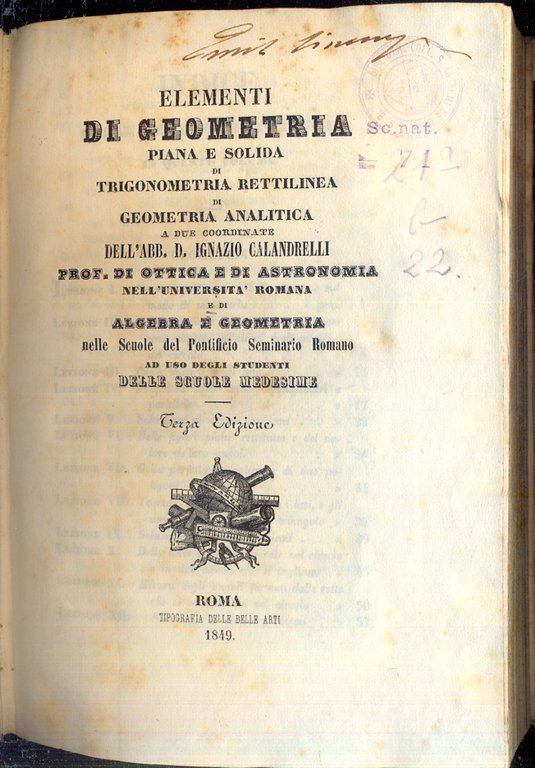 ELEMENTI
DI GEOMETRIA
PIANA E SOLIDA
DI
TRIGONOMETRIA RETTILINEA
DI
GEOMETRIA ANALITICA
A DUE COORDINATE
DELL'ABB. D. IGNAZIO CALANDRELLI
PROF. DI OTTICA E DI ASTRONOMIA
NELL'UNIVERSITA' ROMANA
E DI
ALGEBRA E GEOMETRIA
nelle Scuole del Pontificio Seminario Romano
AD USO DEGLI STUDENTI
DELLE SCUOLE MEDESIME
Terza Edizione
ROMA
TIPOGRAFIA DELLE BELLE ARTI
1849.
Sc.nat.
22.